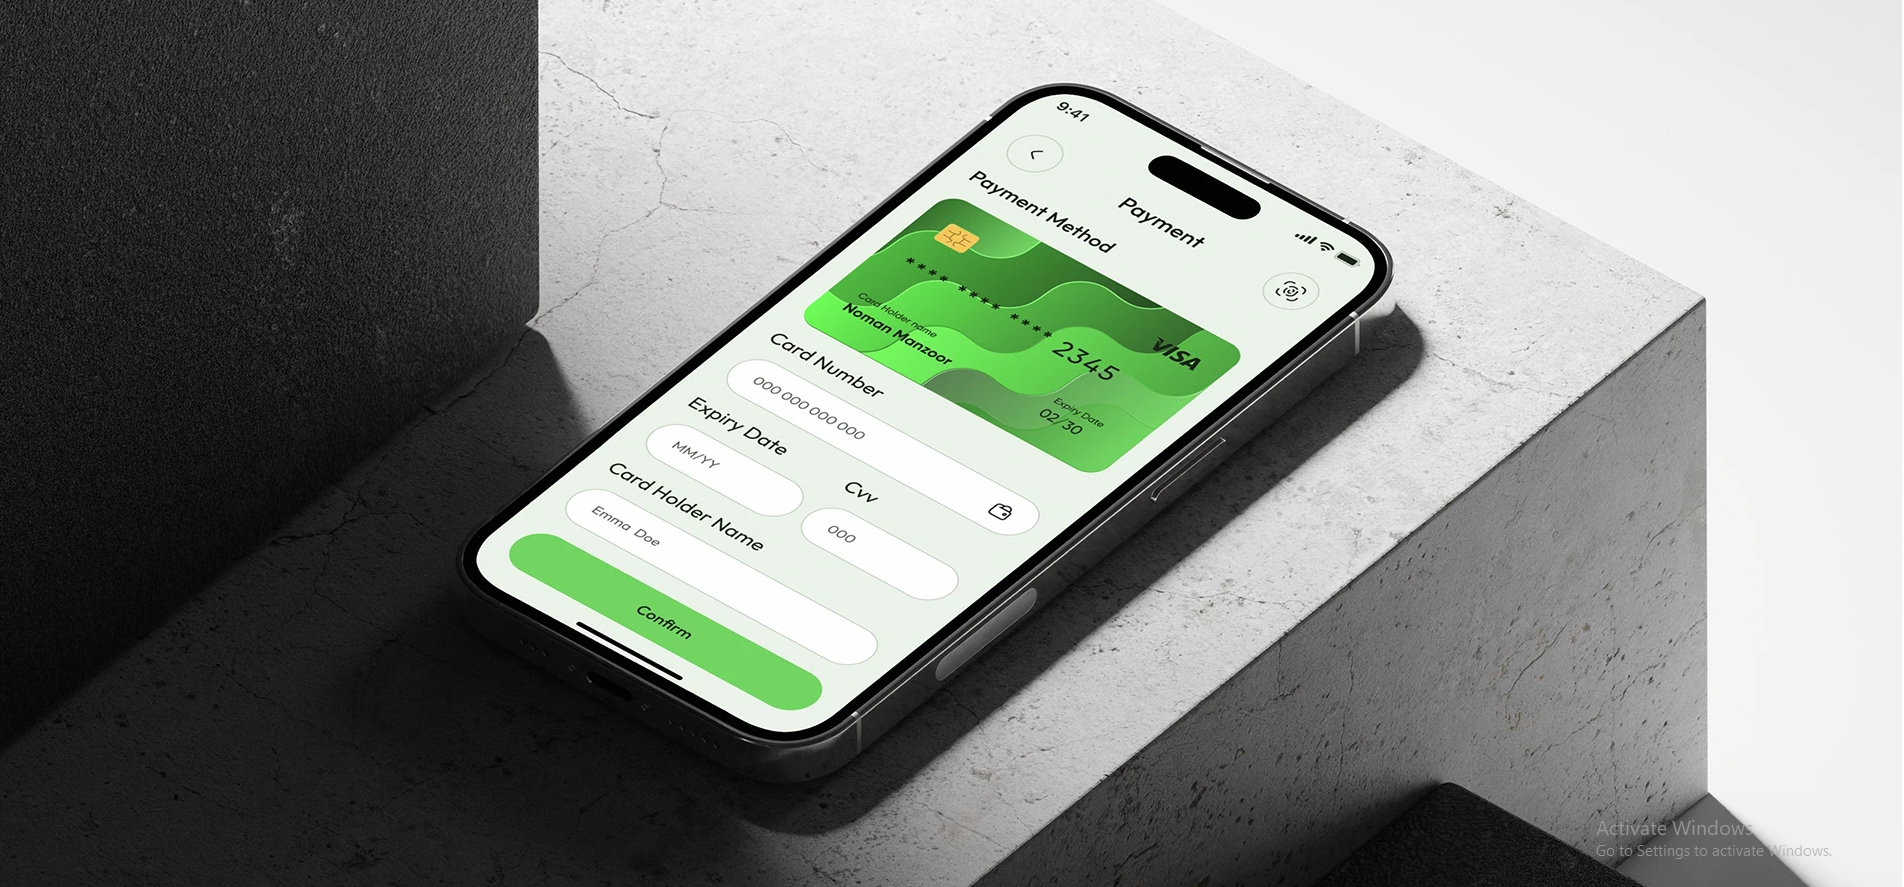 9:41
Payment
Payment Method
**** **** **** 2345
VISA
Card Holder name
Noman Manzoor
Expiry Date
02/30
Card Number
000 000 000 000
Expiry Date
Cvv
MM/YY
000
Card Holder Name
Emma Doe
Confirm
Activate Windows
Go to Settings to activate Windows.